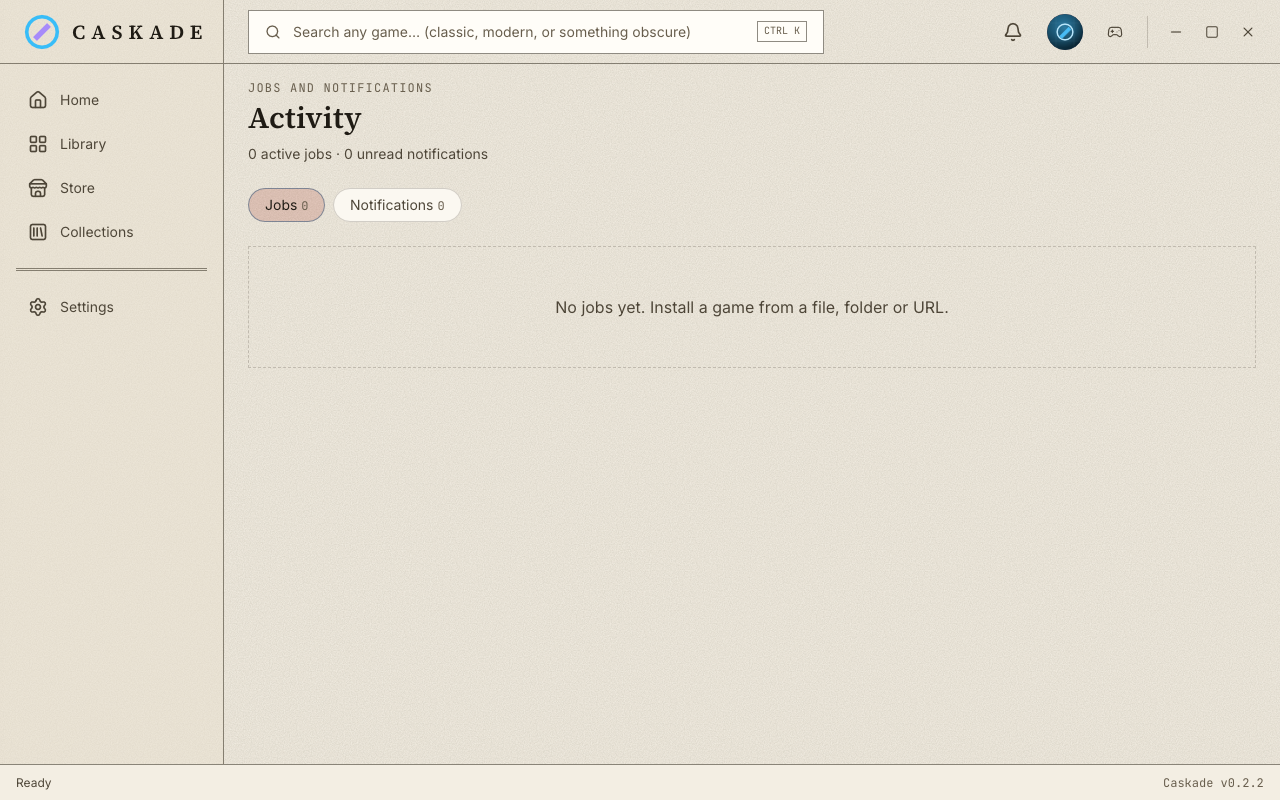 CASKADE
Search any game... (classic, modern, or something obscure)
CTRL K
Home
Library
Store
Collections
Settings
JOBS AND NOTIFICATIONS
Activity
0 active jobs · 0 unread notifications
Jobs 0
Notifications 0
No jobs yet. Install a game from a file, folder or URL.
Ready
Caskade v0.2.2